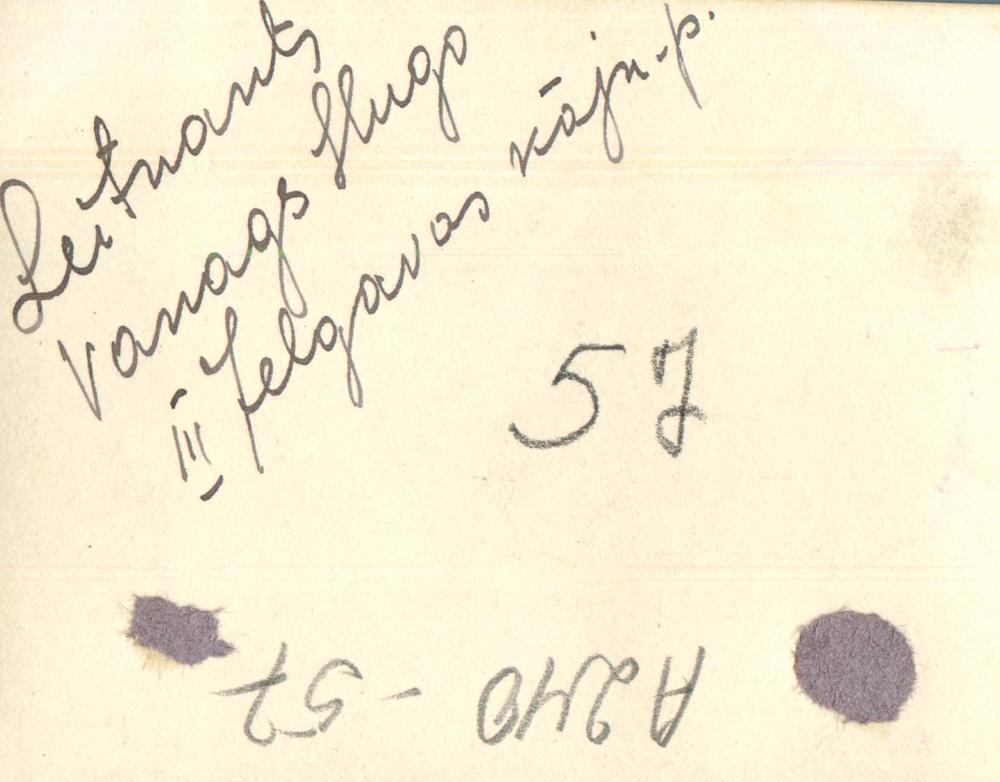 Leitnants
Vanags Hugo
III Jelgavas kājn.p.
57
A240-57